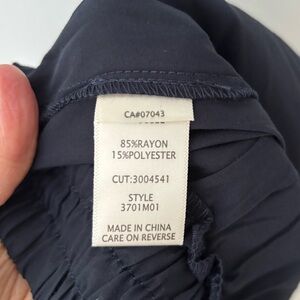 CA#07043
85%RAYON
15%POLYESTER
CUT:3004541
STYLE
3701M01
MADE IN CHINA
CARE ON REVERSE